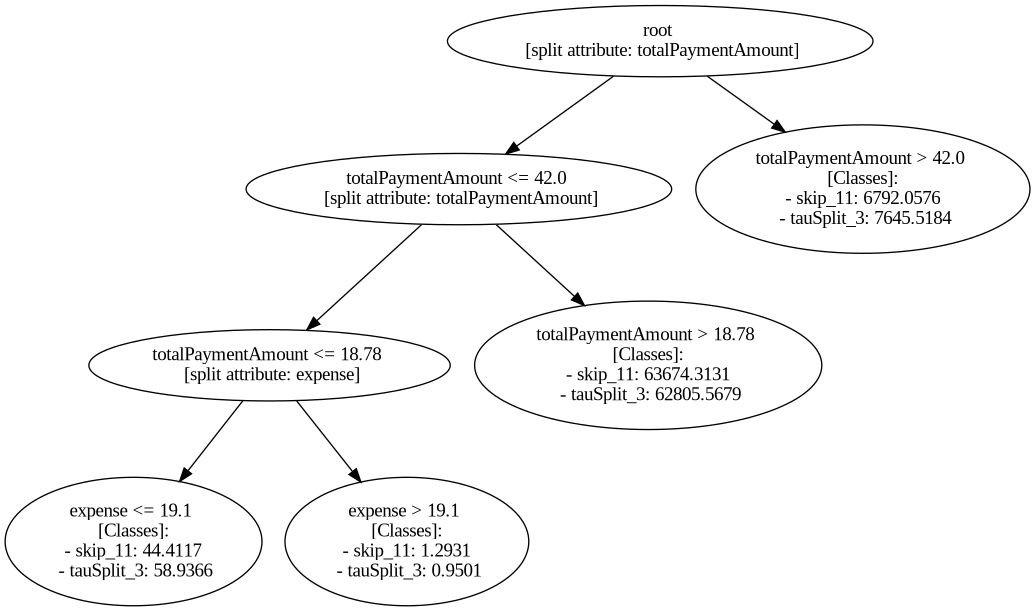 root
[split attribute: totalPaymentAmount]
totalPaymentAmount <= 42.0
[split attribute: totalPaymentAmount]
totalPaymentAmount > 42.0
[Classes]:
- skip_11: 6792.0576
- tauSplit_3: 7645.5184
totalPaymentAmount <= 18.78
[split attribute: expense]
totalPaymentAmount > 18.78
[Classes]:
- skip_11: 63674.3131
- tauSplit_3: 62805.5679
expense <= 19.1
[Classes]:
- skip_11: 44.4117
- tauSplit_3: 58.9366
expense > 19.1
[Classes]:
- skip_11: 1.2931
- tauSplit_3: 0.9501